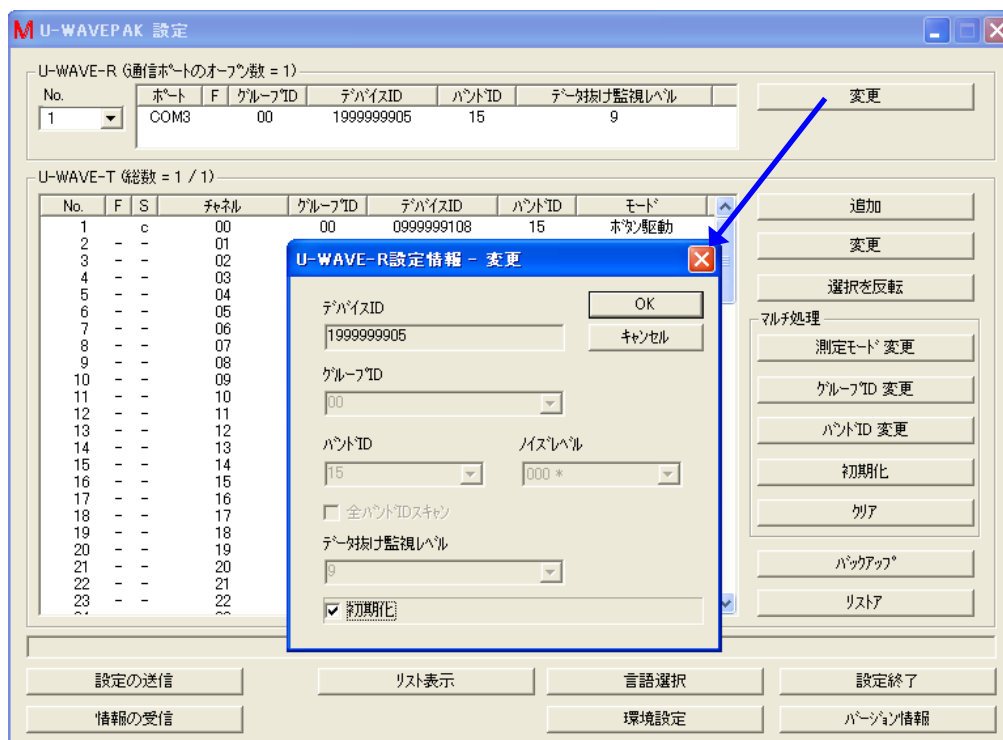 M U-WAVEPAK 設定
U-WAVE-R (通信ポートのオープン数 = 1)
No. ポート F グループID デバイスID バンドID データ抜け監視レベル 変更
1 COM3 00 1999999905 15 9
U-WAVE-T (総数 = 1 / 1)
No. F S チャネル グループID デバイスID バンドID モード 追加
1 c 00 00 0999999108 15 ボタン駆動
2 - - 01 変更
3 - - 02
4 - - 03
5 - - 04 選択を反転
6 - - 05
7 - - 06 マルチ処理
8 - - 07 測定モード変更
9 - - 08
10 - - 09
11 - - 10 グループID 変更
12 - - 11
13 - - 12 バンドID 変更
14 - - 13
15 - - 14
16 - - 15 初期化
17 - - 16
18 - - 17 クリア
19 - - 18
20 - - 19
21 - - 20 バックアップ
22 - - 21
23 - - 22 リストア
U-WAVE-R設定情報 - 変更
デバイスID OK
1999999905 キャンセル
グループID
00
バンドID ノイズレベル
15 000 *
全バンドIDスキャン
データ抜け監視レベル
9
初期化
設定の送信 リスト表示 言語選択 設定終了
情報の受信 環境設定 バージョン情報